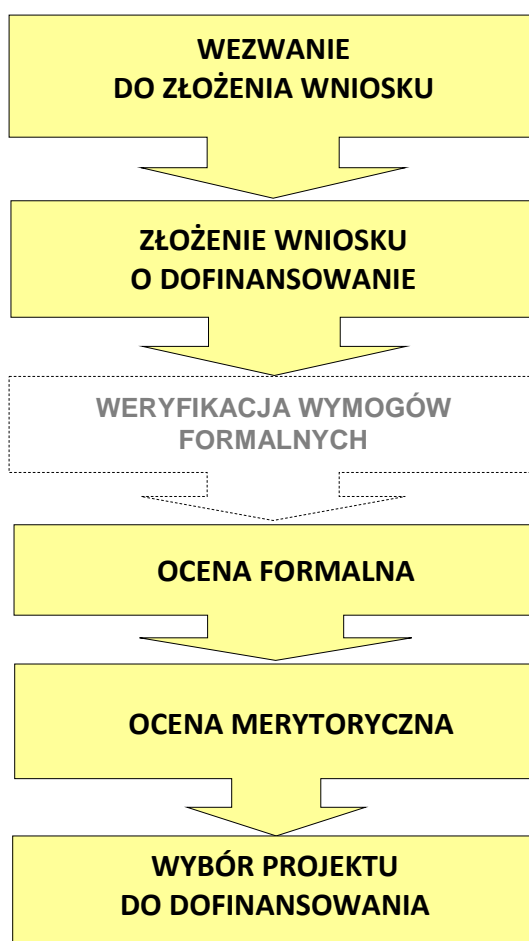 WEZWANIE
DO ZŁOŻENIA WNIOSKU
ZŁOŻENIE WNIOSKU
O DOFINANSOWANIE
WERYFIKACJA WYMOGÓW
FORMALNYCH
OCENA FORMALNA
OCENA MERYTORYCZNA
WYBÓR PROJEKTU
DO DOFINANSOWANIA